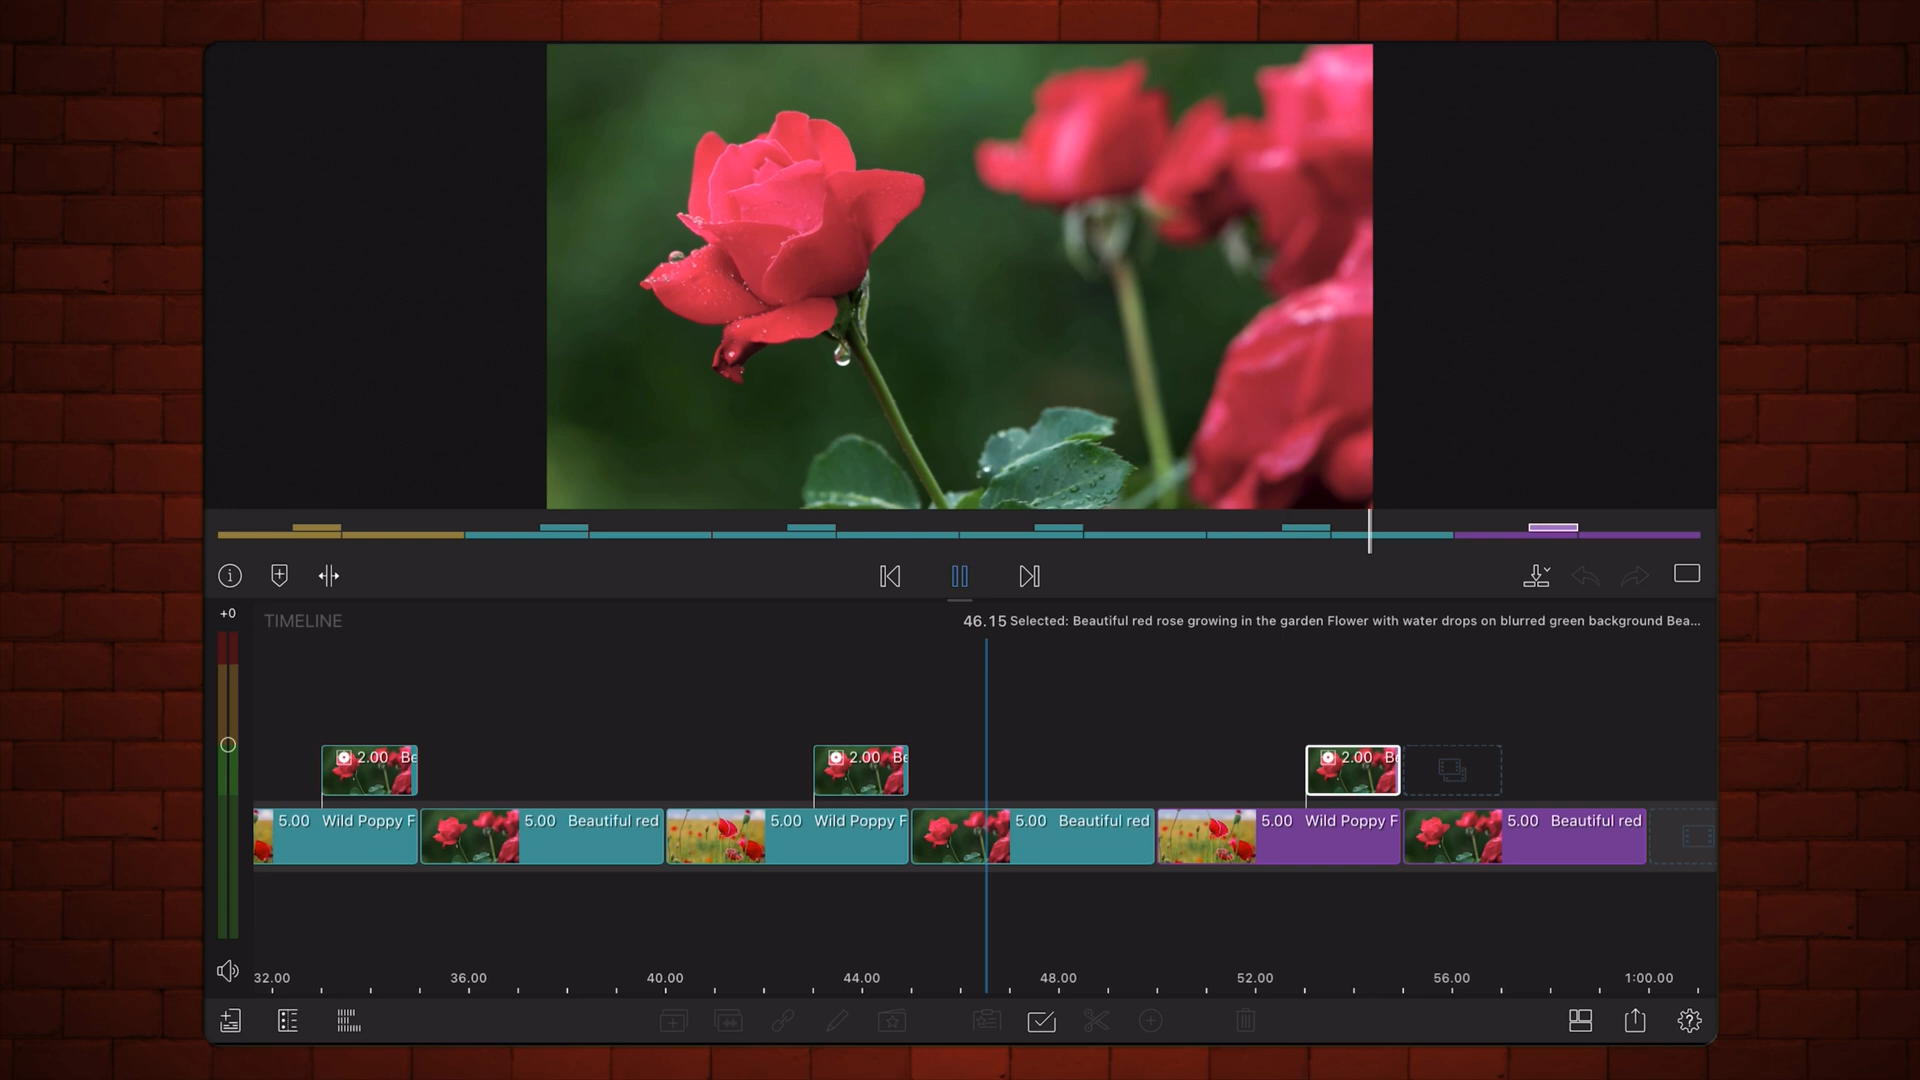 +0
TIMELINE
46.15 Selected: Beautiful red rose growing in the garden Flower with water drops on blurred green background Bea...
2.00 Be
2.00 Be
2.00 Be
5.00 Wild Poppy F
5.00 Beautiful red
5.00 Wild Poppy F
5.00 Beautiful red
5.00 Wild Poppy F
5.00 Beautiful red
32.00 36.00 40.00 44.00 48.00 52.00 56.00 1:00.00